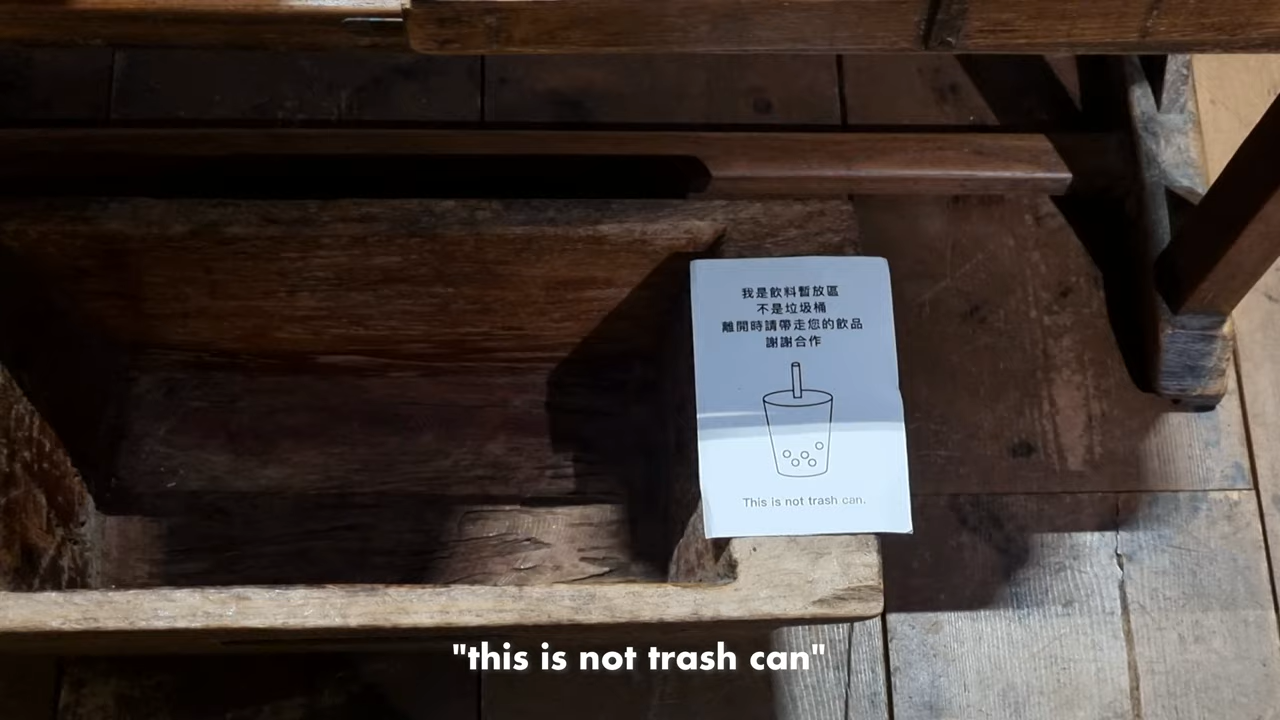 我是飲料暫放區
不是垃圾桶
離開時請帶走您的飲品
謝謝合作
This is not trash can.
"this is not trash can"